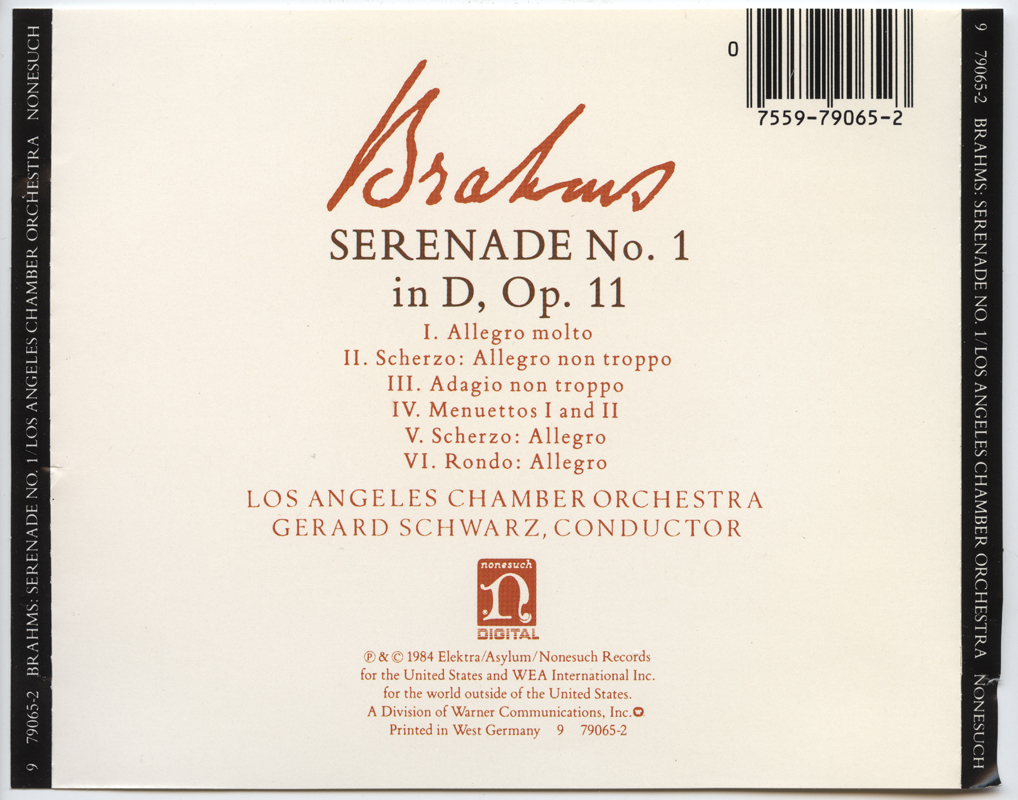 9 79065-2 BRAHMS: SERENADE NO. 1/LOS ANGELES CHAMBER ORCHESTRA NONESUCH
0
7559-79065-2
Brahms
SERENADE No. 1
in D, Op. 11
I. Allegro molto
II. Scherzo: Allegro non troppo
III. Adagio non troppo
IV. Menuettos I and II
V. Scherzo: Allegro
VI. Rondo: Allegro
LOS ANGELES CHAMBER ORCHESTRA
GERARD SCHWARZ, CONDUCTOR
nonesuch
n
DIGITAL
℗ & © 1984 Elektra/Asylum/Nonesuch Records
for the United States and WEA International Inc.
for the world outside of the United States.
A Division of Warner Communications, Inc.
Printed in West Germany 9 79065-2
9 79065-2 BRAHMS: SERENADE NO. 1/LOS ANGELES CHAMBER ORCHESTRA NONESUCH